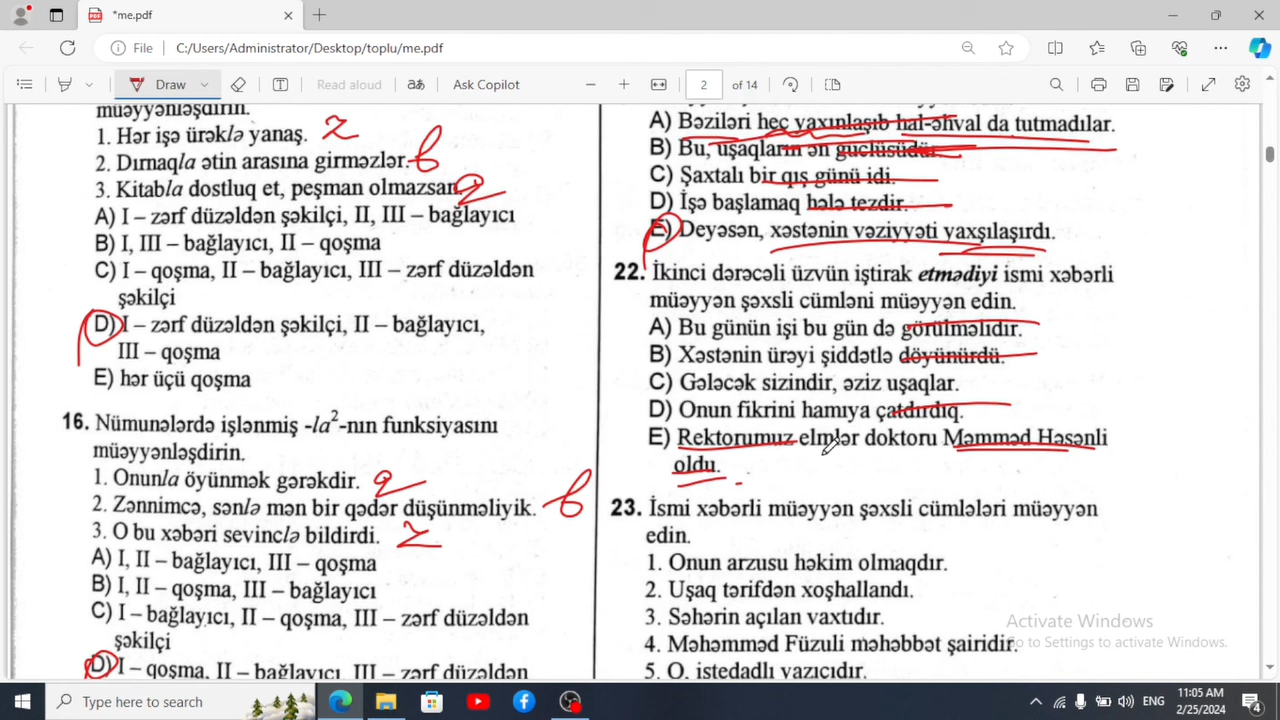 *me.pdf
File
C:/Users/Administrator/Desktop/toplu/me.pdf
Draw
Read aloud
Ask Copilot
2
of 14
müəyyənləşdirin.
1. Hər işə ürəklə yanaş. z
2. Dırnaqla ətin arasına girməzlər. b
3. Kitabla dostluq et, peşman olmazsan. q
A) I – zərf düzəldən şəkilçi, II, III – bağlayıcı
B) I, III – bağlayıcı, II – qoşma
C) I – qoşma, II – bağlayıcı, III – zərf düzəldən
şəkilçi
D) I – zərf düzəldən şəkilçi, II – bağlayıcı,
III – qoşma
E) hər üçü qoşma
16. Nümunələrdə işlənmiş -la²-nın funksiyasını
müəyyənləşdirin.
1. Onunla öyünmək gərəkdir. q
2. Zənnimcə, sənlə mən bir qədər düşünməliyik. b
3. O bu xəbəri sevinclə bildirdi. z
A) I, II – bağlayıcı, III – qoşma
B) I, II – qoşma, III – bağlayıcı
C) I – bağlayıcı, II – qoşma, III – zərf düzəldən
şəkilçi
D) I – qoşma, II – bağlayıcı, III – zərf düzəldən
A) Bəziləri heç yaxınlaşıb hal-əhval da tutmadılar.
B) Bu, uşaqların ən güclüsüdür.
C) Şaxtalı bir qış günü idi.
D) İşə başlamaq hələ tezdir.
E) Deyəsən, xəstənin vəziyyəti yaxşılaşırdı.
22. İkinci dərəcəli üzvün iştirak etmədiyi ismi xəbərli
müəyyən şəxsli cümləni müəyyən edin.
A) Bu günün işi bu gün də görülməlidir.
B) Xəstənin ürəyi şiddətlə döyünürdü.
C) Gələcək sizindir, əziz uşaqlar.
D) Onun fikrini hamıya çatdırdıq.
E) Rektorumuz elmlər doktoru Məmməd Həsənli
oldu.
23. İsmi xəbərli müəyyən şəxsli cümlələri müəyyən
edin.
1. Onun arzusu həkim olmaqdır.
2. Uşaq tərifdən xoşhallandı.
3. Səhərin açılan vaxtıdır.
4. Məhəmməd Füzuli məhəbbət şairidir.
5. O, istedadlı yazıcıdır.
Activate Windows
Go to Settings to activate Windows.
Type here to search
ENG
11:05 AM
2/25/2024
4